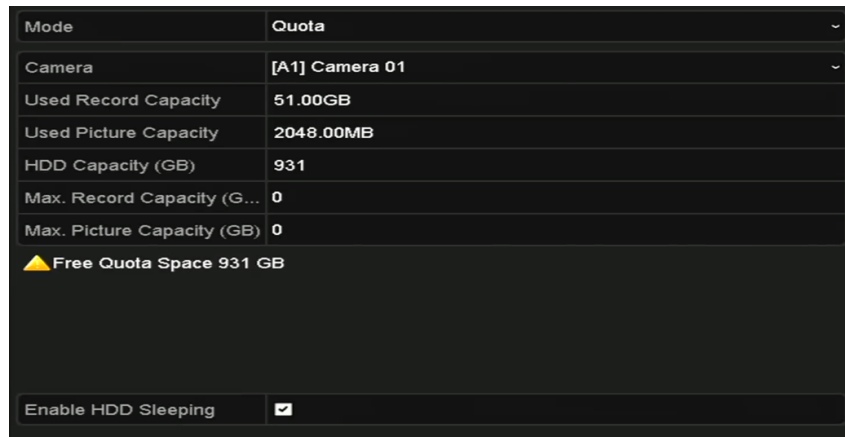 Mode Quota
Camera [A1] Camera 01
Used Record Capacity 51.00GB
Used Picture Capacity 2048.00MB
HDD Capacity (GB) 931
Max. Record Capacity (G... 0
Max. Picture Capacity (GB) 0
Free Quota Space 931 GB
Enable HDD Sleeping